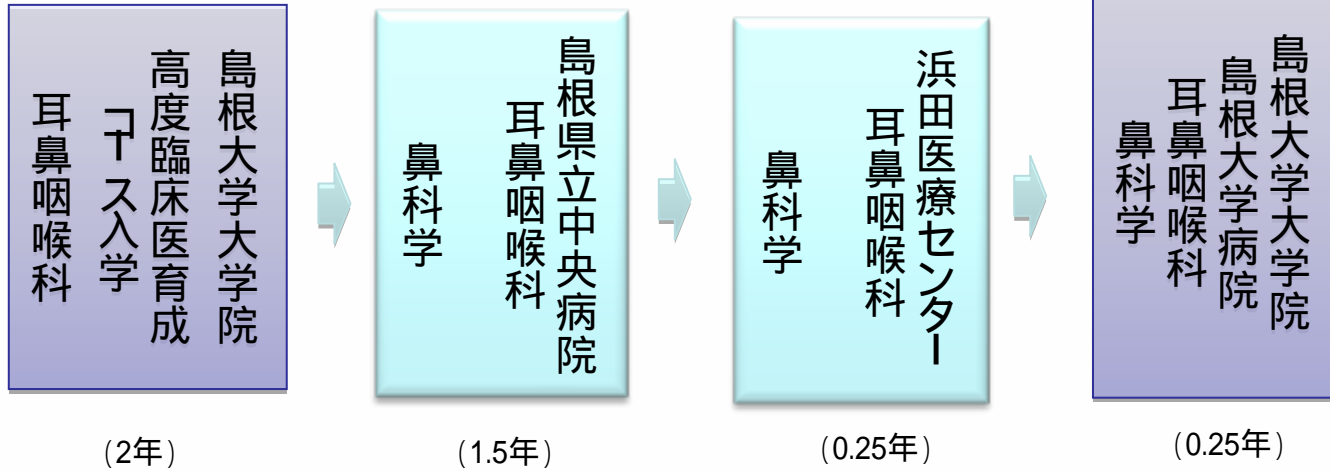 島根大学大学院
高度臨床医育成
コース入学
耳鼻咽喉科
(2年)
島根県立中央病院
耳鼻咽喉科
鼻科学
(1.5年)
浜田医療センター
耳鼻咽喉科
鼻科学
(0.25年)
島根大学大学院
島根大学病院
耳鼻咽喉科
鼻科学
(0.25年)